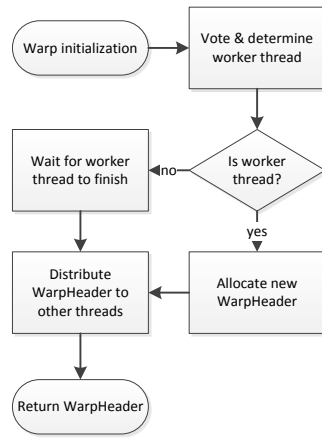 Warp initialization
Vote & determine
worker thread
Is worker
thread?
no
yes
Wait for worker
thread to finish
Allocate new
WarpHeader
Distribute
WarpHeader to
other threads
Return WarpHeader